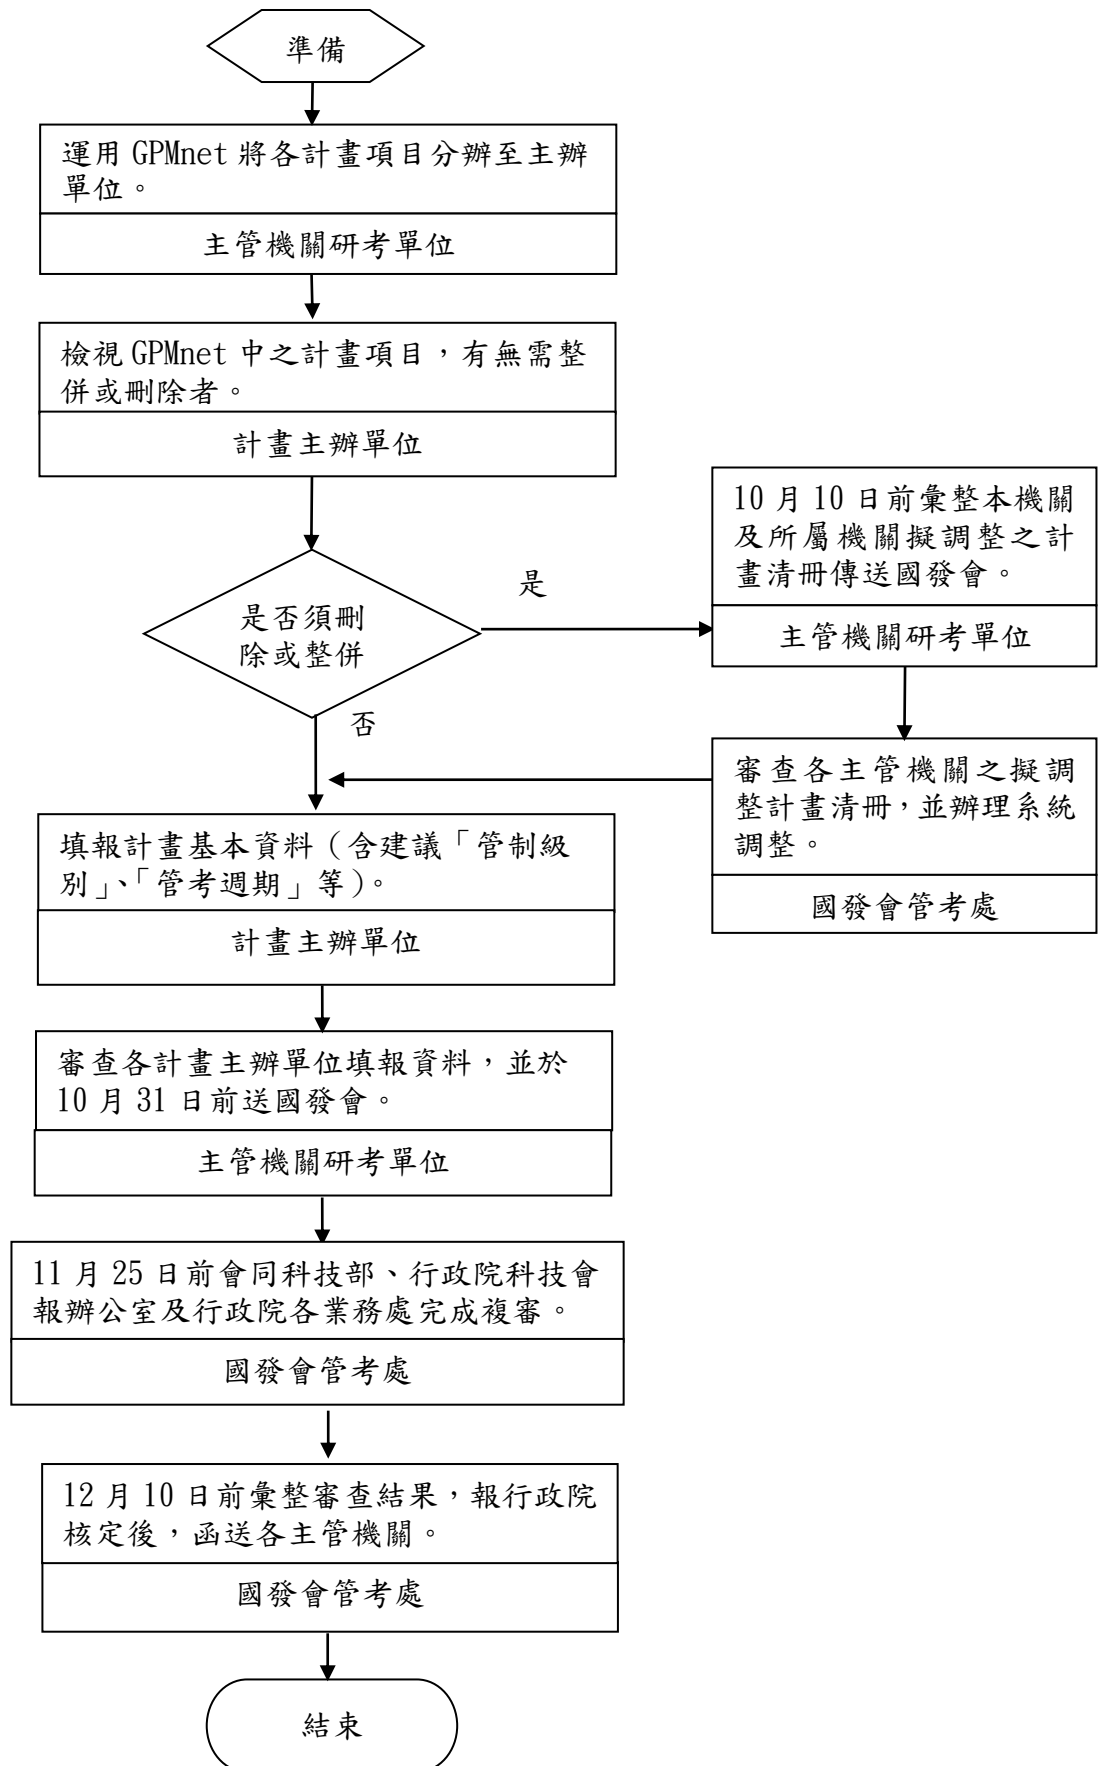 準備
運用 GPMnet 將各計畫項目分辦至主辦
單位。
主管機關研考單位
檢視 GPMnet 中之計畫項目，有無需整
併或刪除者。
計畫主辦單位
是否須刪
除或整併
是
10 月 10 日前彙整本機關
及所屬機關擬調整之計
畫清冊傳送國發會。
主管機關研考單位
審查各主管機關之擬調
整計畫清冊，並辦理系統
調整。
國發會管考處
否
填報計畫基本資料（含建議「管制級
別」、「管考週期」等）。
計畫主辦單位
審查各計畫主辦單位填報資料，並於
10 月 31 日前送國發會。
主管機關研考單位
11 月 25 日前會同科技部、行政院科技會
報辦公室及行政院各業務處完成複審。
國發會管考處
12 月 10 日前彙整審查結果，報行政院
核定後，函送各主管機關。
國發會管考處
結束